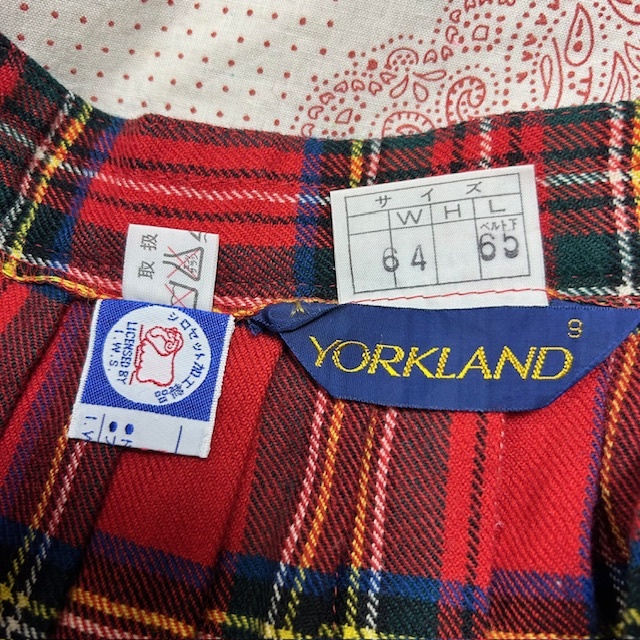 サイズ
W H L
ベルト下
64 65
取扱
シロセット加工
LICENSED BY
I.W.S.
YORKLAND
9